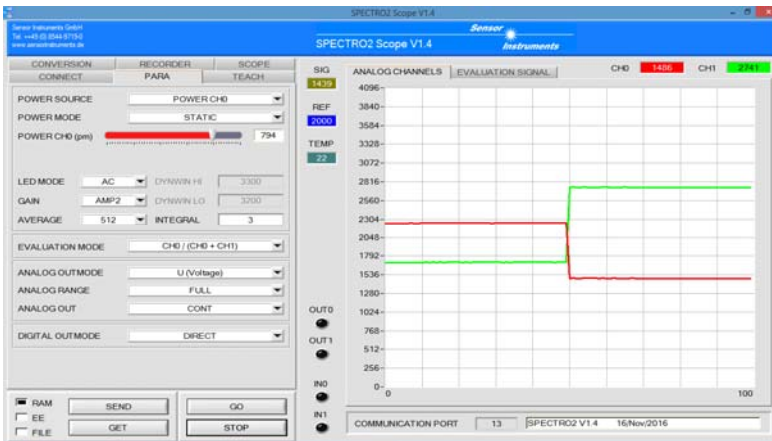 SPECTRO2 Scope V1.4
Sensor Instruments GmbH
Tel. ++49 (0) 8544 9719-0
www.sensorinstruments.de
SPECTRO2 Scope V1.4
Sensor
Instruments
CONVERSION RECORDER SCOPE
CONNECT PARA TEACH
POWER SOURCE POWER CH0
POWER MODE STATIC
POWER CH0 (pm) 794
LED MODE AC DYNWIN HI 3300
GAIN AMP2 DYNWIN LO 3200
AVERAGE 512 INTEGRAL 3
EVALUATION MODE CH0 / (CH0 + CH1)
ANALOG OUTMODE U (Voltage)
ANALOG RANGE FULL
ANALOG OUT CONT
DIGITAL OUTMODE DIRECT
RAM
EE
FILE
SEND GO
GET STOP
SIG
1439
REF
2000
TEMP
22
OUT0
OUT1
IN0
IN1
ANALOG CHANNELS EVALUATION SIGNAL CH0 1486 CH1 2741
4096
3840
3584
3328
3072
2816
2560
2304
2048
1792
1536
1280
1024
768
512
256
0
0 100
COMMUNICATION PORT 13 SPECTRO2 V1.4 16/Nov/2016